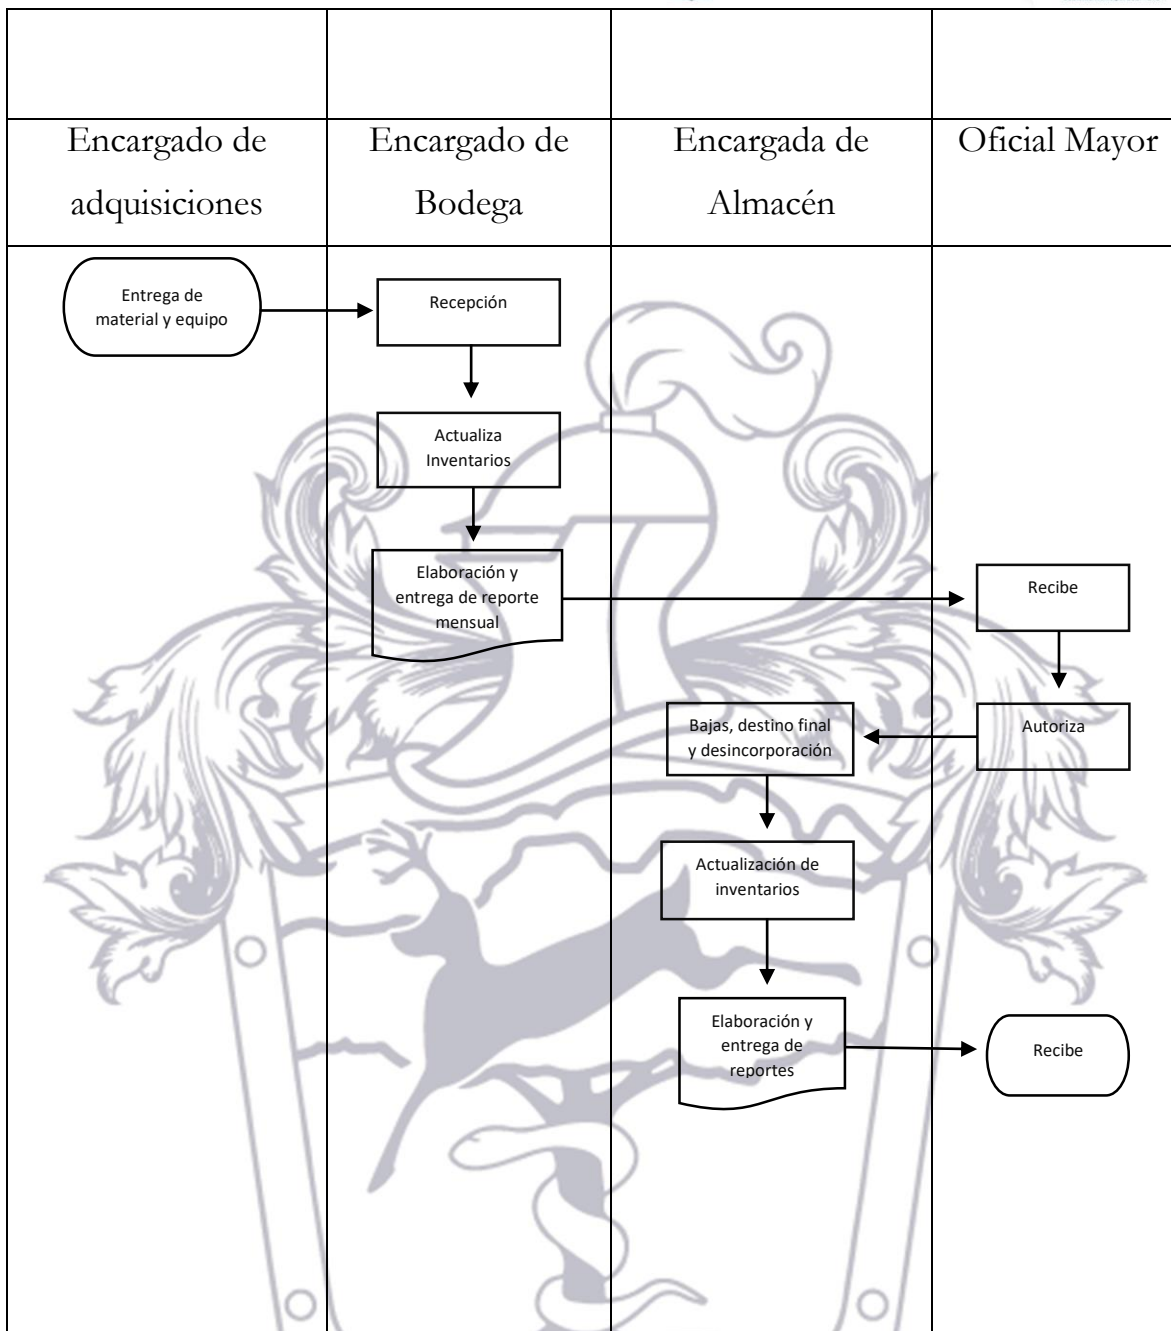 Encargado de
adquisiciones
Encargado de
Bodega
Encargada de
Almacén
Oficial Mayor
Entrega de
material y equipo
Recepción
Actualiza
Inventarios
Elaboración y
entrega de reporte
mensual
Recibe
Autoriza
Bajas, destino final
y desincorporación
Actualización de
inventarios
Elaboración y
entrega de
reportes
Recibe